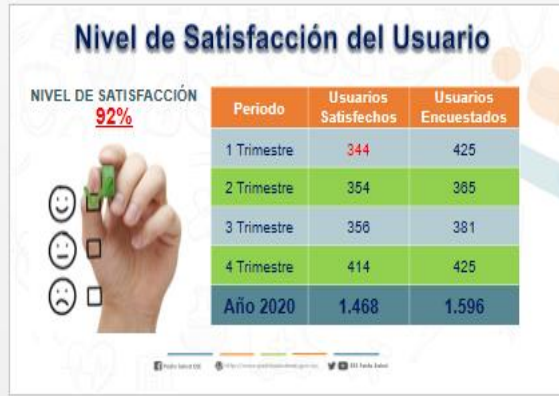 Nivel de Satisfacción del Usuario
NIVEL DE SATISFACCIÓN
92%
Periodo Usuarios Satisfechos Usuarios Encuestados
1 Trimestre 344 425
2 Trimestre 354 365
3 Trimestre 356 381
4 Trimestre 414 425
Año 2020 1.468 1.596